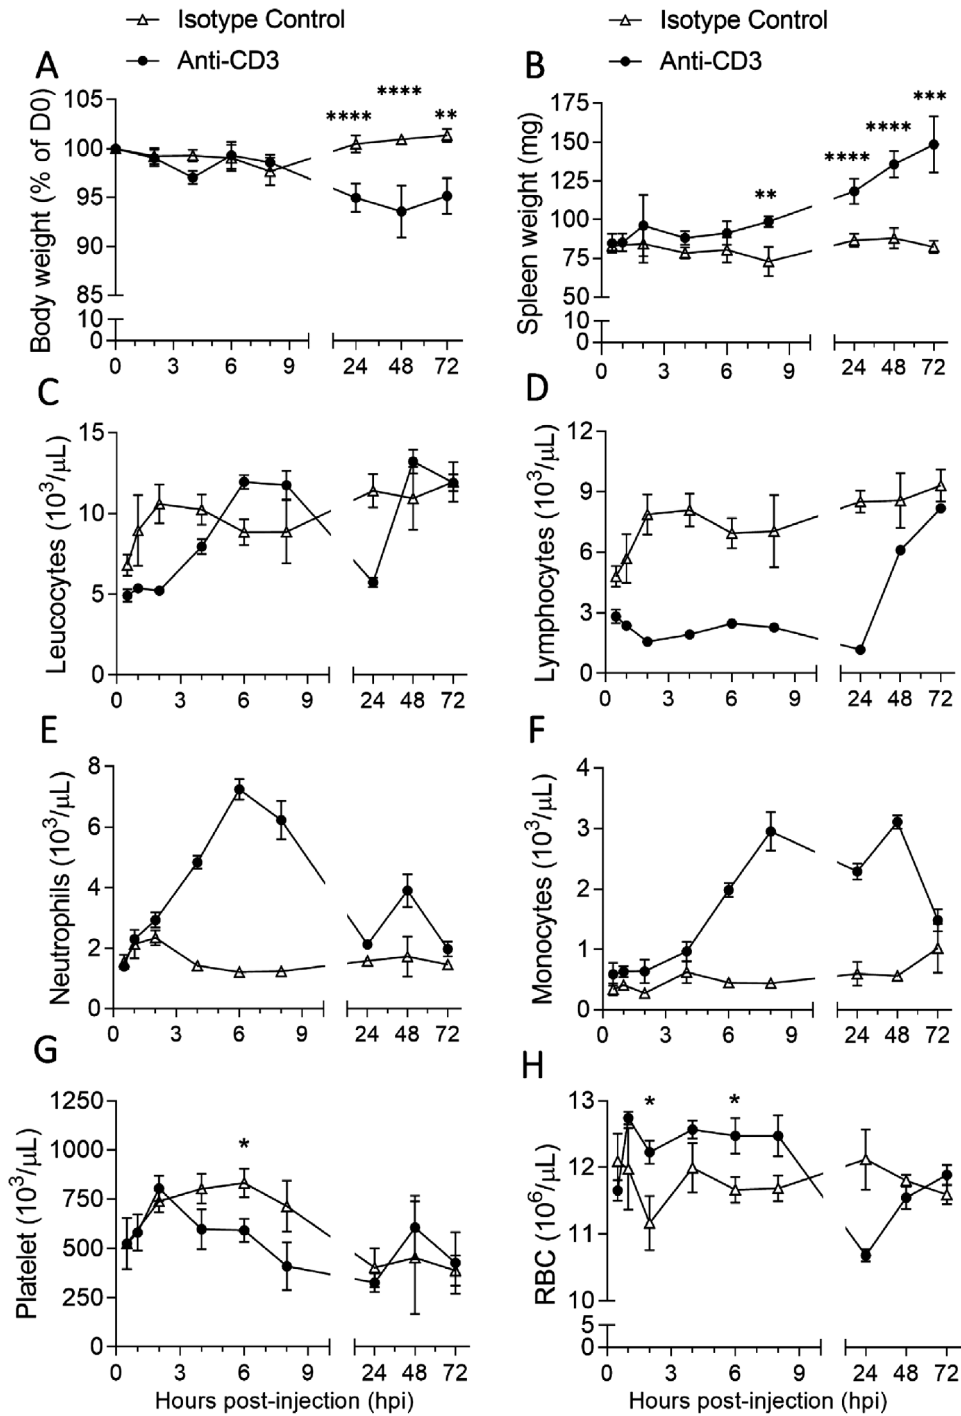 Isotype Control
Anti-CD3
Isotype Control
Anti-CD3
A
Body weight (% of D0)
105
100
95
90
85
10
0
**** **** **
0 3 6 9 24 48 72
B
Spleen weight (mg)
175
150
125
100
75
50
10
0
** **** **** ***
0 3 6 9 24 48 72
C
Leucocytes (10³/µL)
15
10
5
0
0 3 6 9 24 48 72
D
Lymphocytes (10³/µL)
12
9
6
3
0
0 3 6 9 24 48 72
E
Neutrophils (10³/µL)
8
6
4
2
0
0 3 6 9 24 48 72
F
Monocytes (10³/µL)
4
3
2
1
0
0 3 6 9 24 48 72
G
Platelet (10³/µL)
1250
1000
750
500
250
0
*
0 3 6 9 24 48 72
Hours post-injection (hpi)
H
RBC (10⁶/µL)
13
12
11
10
5
0
* *
0 3 6 9 24 48 72
Hours post-injection (hpi)